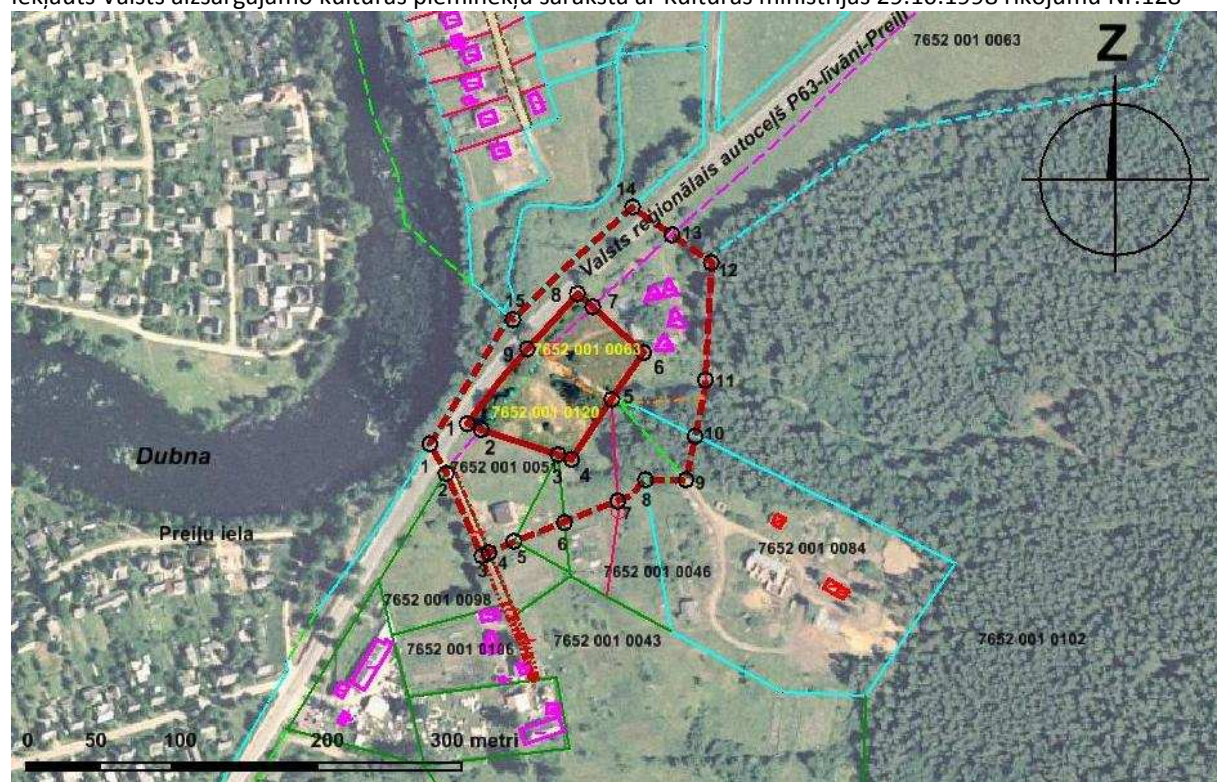 iekļauts Valsts aizsargājamo kultūras pieminekļu sarakstā ar Kultūras ministrijas 29.10.1998 rīkojumu Nr.128
7652 001 0063
Z
Valsts reģionālais autoceļš P63-līvāni-Preiļi
14
13
12
8
7
15
9
7652 001 0063
6
11
5
7652 001 0120
1
2
10
Dubna
1
2
7652 001 0051
3
4
8
9
7
6
Preiļu iela
5
4
3
7652 001 0084
7652 001 0046
7652 001 0098
7652 001 0106
7652 001 0043
7652 001 0102
0 50 100 200 300 metri